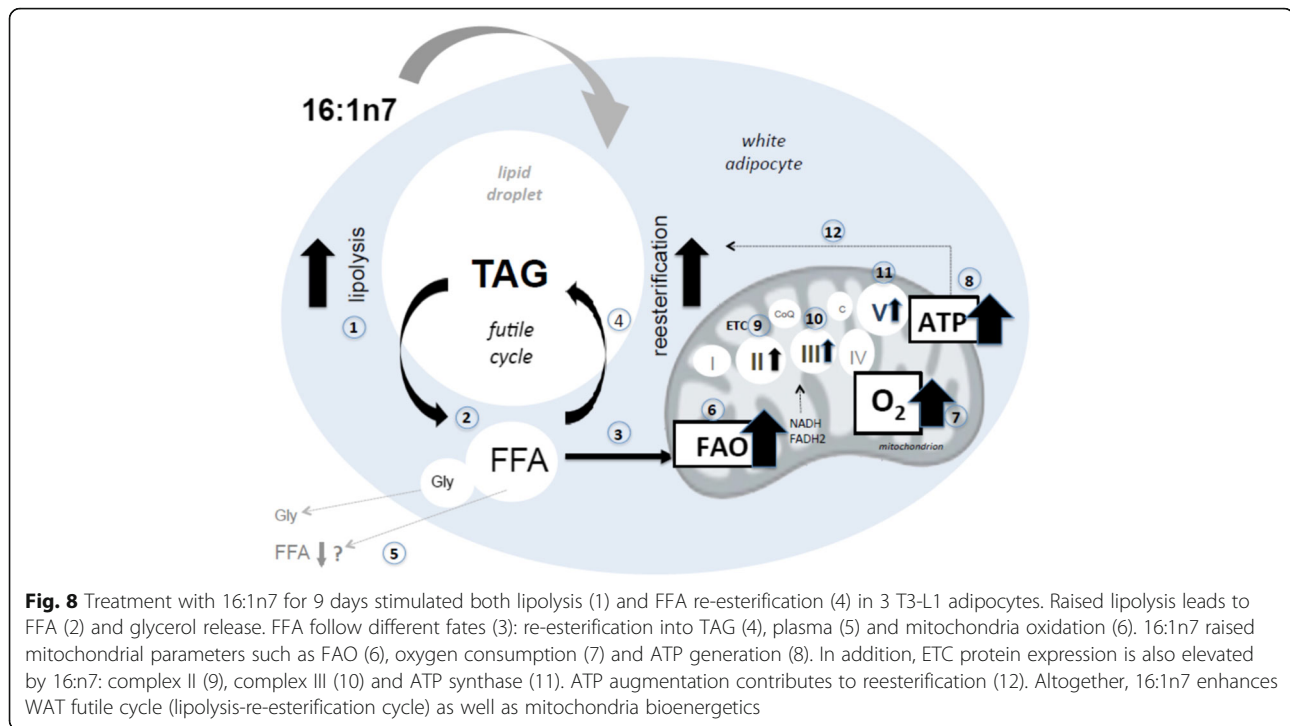 16:1n7
white
adipocyte
lipid
droplet
lipolysis
1
TAG
futile
cycle
4
reesterification
12
11
8
V
ATP
ETC
9
CoQ
10
c
I
II
III
IV
O2
7
mitochondrion
NADH
FADH2
6
FAO
2
3
FFA
Gly
Gly
FFA ?
5
Fig. 8 Treatment with 16:1n7 for 9 days stimulated both lipolysis (1) and FFA re-esterification (4) in 3 T3-L1 adipocytes. Raised lipolysis leads to
FFA (2) and glycerol release. FFA follow different fates (3): re-esterification into TAG (4), plasma (5) and mitochondria oxidation (6). 16:1n7 raised
mitochondrial parameters such as FAO (6), oxygen consumption (7) and ATP generation (8). In addition, ETC protein expression is also elevated
by 16:n7: complex II (9), complex III (10) and ATP synthase (11). ATP augmentation contributes to reesterification (12). Altogether, 16:1n7 enhances
WAT futile cycle (lipolysis-re-esterification cycle) as well as mitochondria bioenergetics